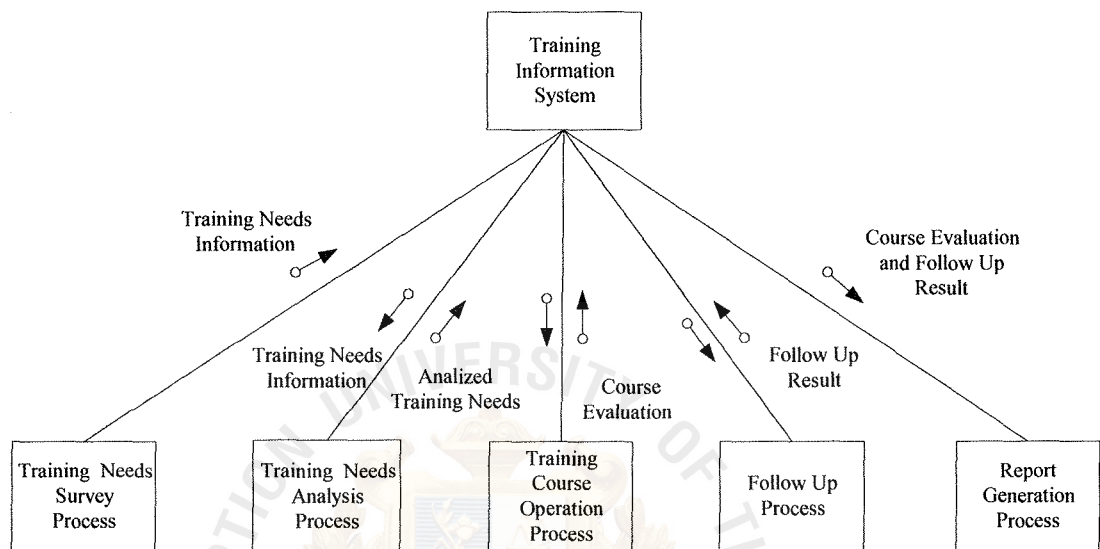 Training
Information
System
Training Needs
Information
Course Evaluation
and Follow Up
Result
Training Needs
Information
Analized
Training Needs
Course
Evaluation
Follow Up
Result
Training Needs
Survey
Process
Training Needs
Analysis
Process
Training
Course
Operation
Process
Follow Up
Process
Report
Generation
Process